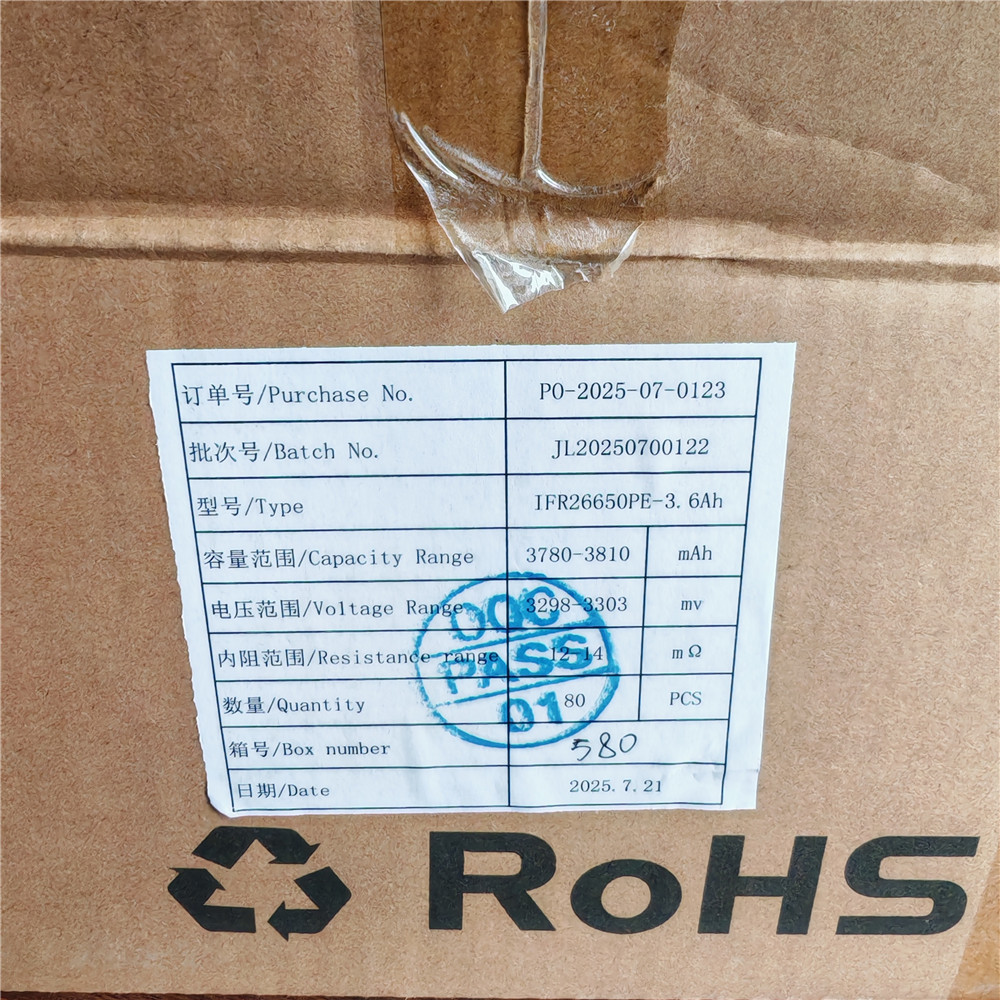 订单号/Purchase No. PO-2025-07-0123
批次号/Batch No. JL20250700122
型号/Type IFR26650PE-3.6Ah
容量范围/Capacity Range 3780-3810 mAh
电压范围/Voltage Range 3298-3303 mv
内阻范围/Resistance range 12-14 mΩ
数量/Quantity 80 PCS
箱号/Box number 580
日期/Date 2025.7.21
OQC
PASS
01
RoHS